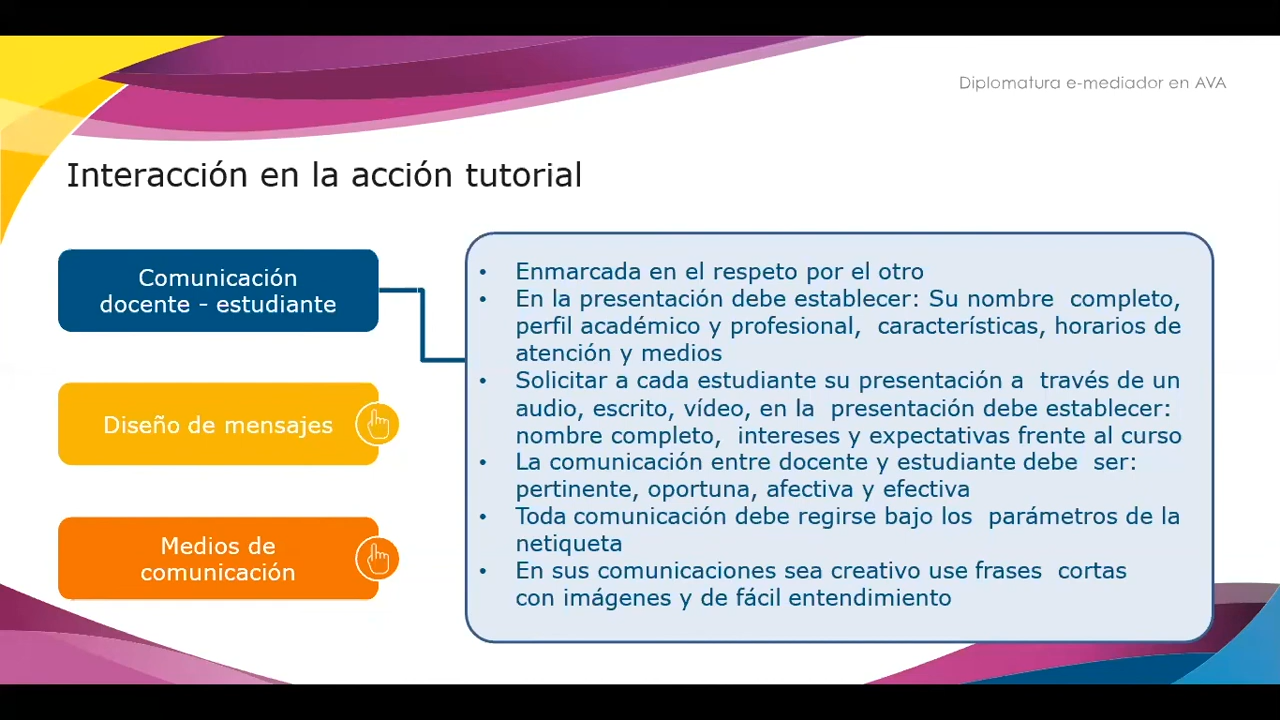 Diplomatura e-mediador en AVA
Interacción en la acción tutorial
Comunicación
docente - estudiante
Diseño de mensajes
Medios de
comunicación
• Enmarcada en el respeto por el otro
• En la presentación debe establecer: Su nombre completo,
perfil académico y profesional, características, horarios de
atención y medios
• Solicitar a cada estudiante su presentación a través de un
audio, escrito, vídeo, en la presentación debe establecer:
nombre completo, intereses y expectativas frente al curso
• La comunicación entre docente y estudiante debe ser:
pertinente, oportuna, afectiva y efectiva
• Toda comunicación debe regirse bajo los parámetros de la
netiqueta
• En sus comunicaciones sea creativo use frases cortas
con imágenes y de fácil entendimiento